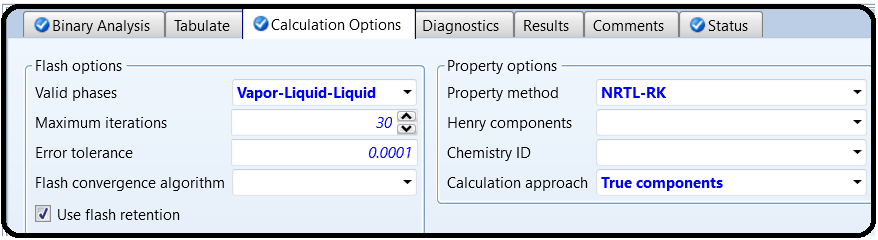 Binary Analysis Tabulate Calculation Options Diagnostics Results Comments Status
Flash options
Valid phases Vapor-Liquid-Liquid
Maximum iterations 30
Error tolerance 0.0001
Flash convergence algorithm
Use flash retention
Property options
Property method NRTL-RK
Henry components
Chemistry ID
Calculation approach True components